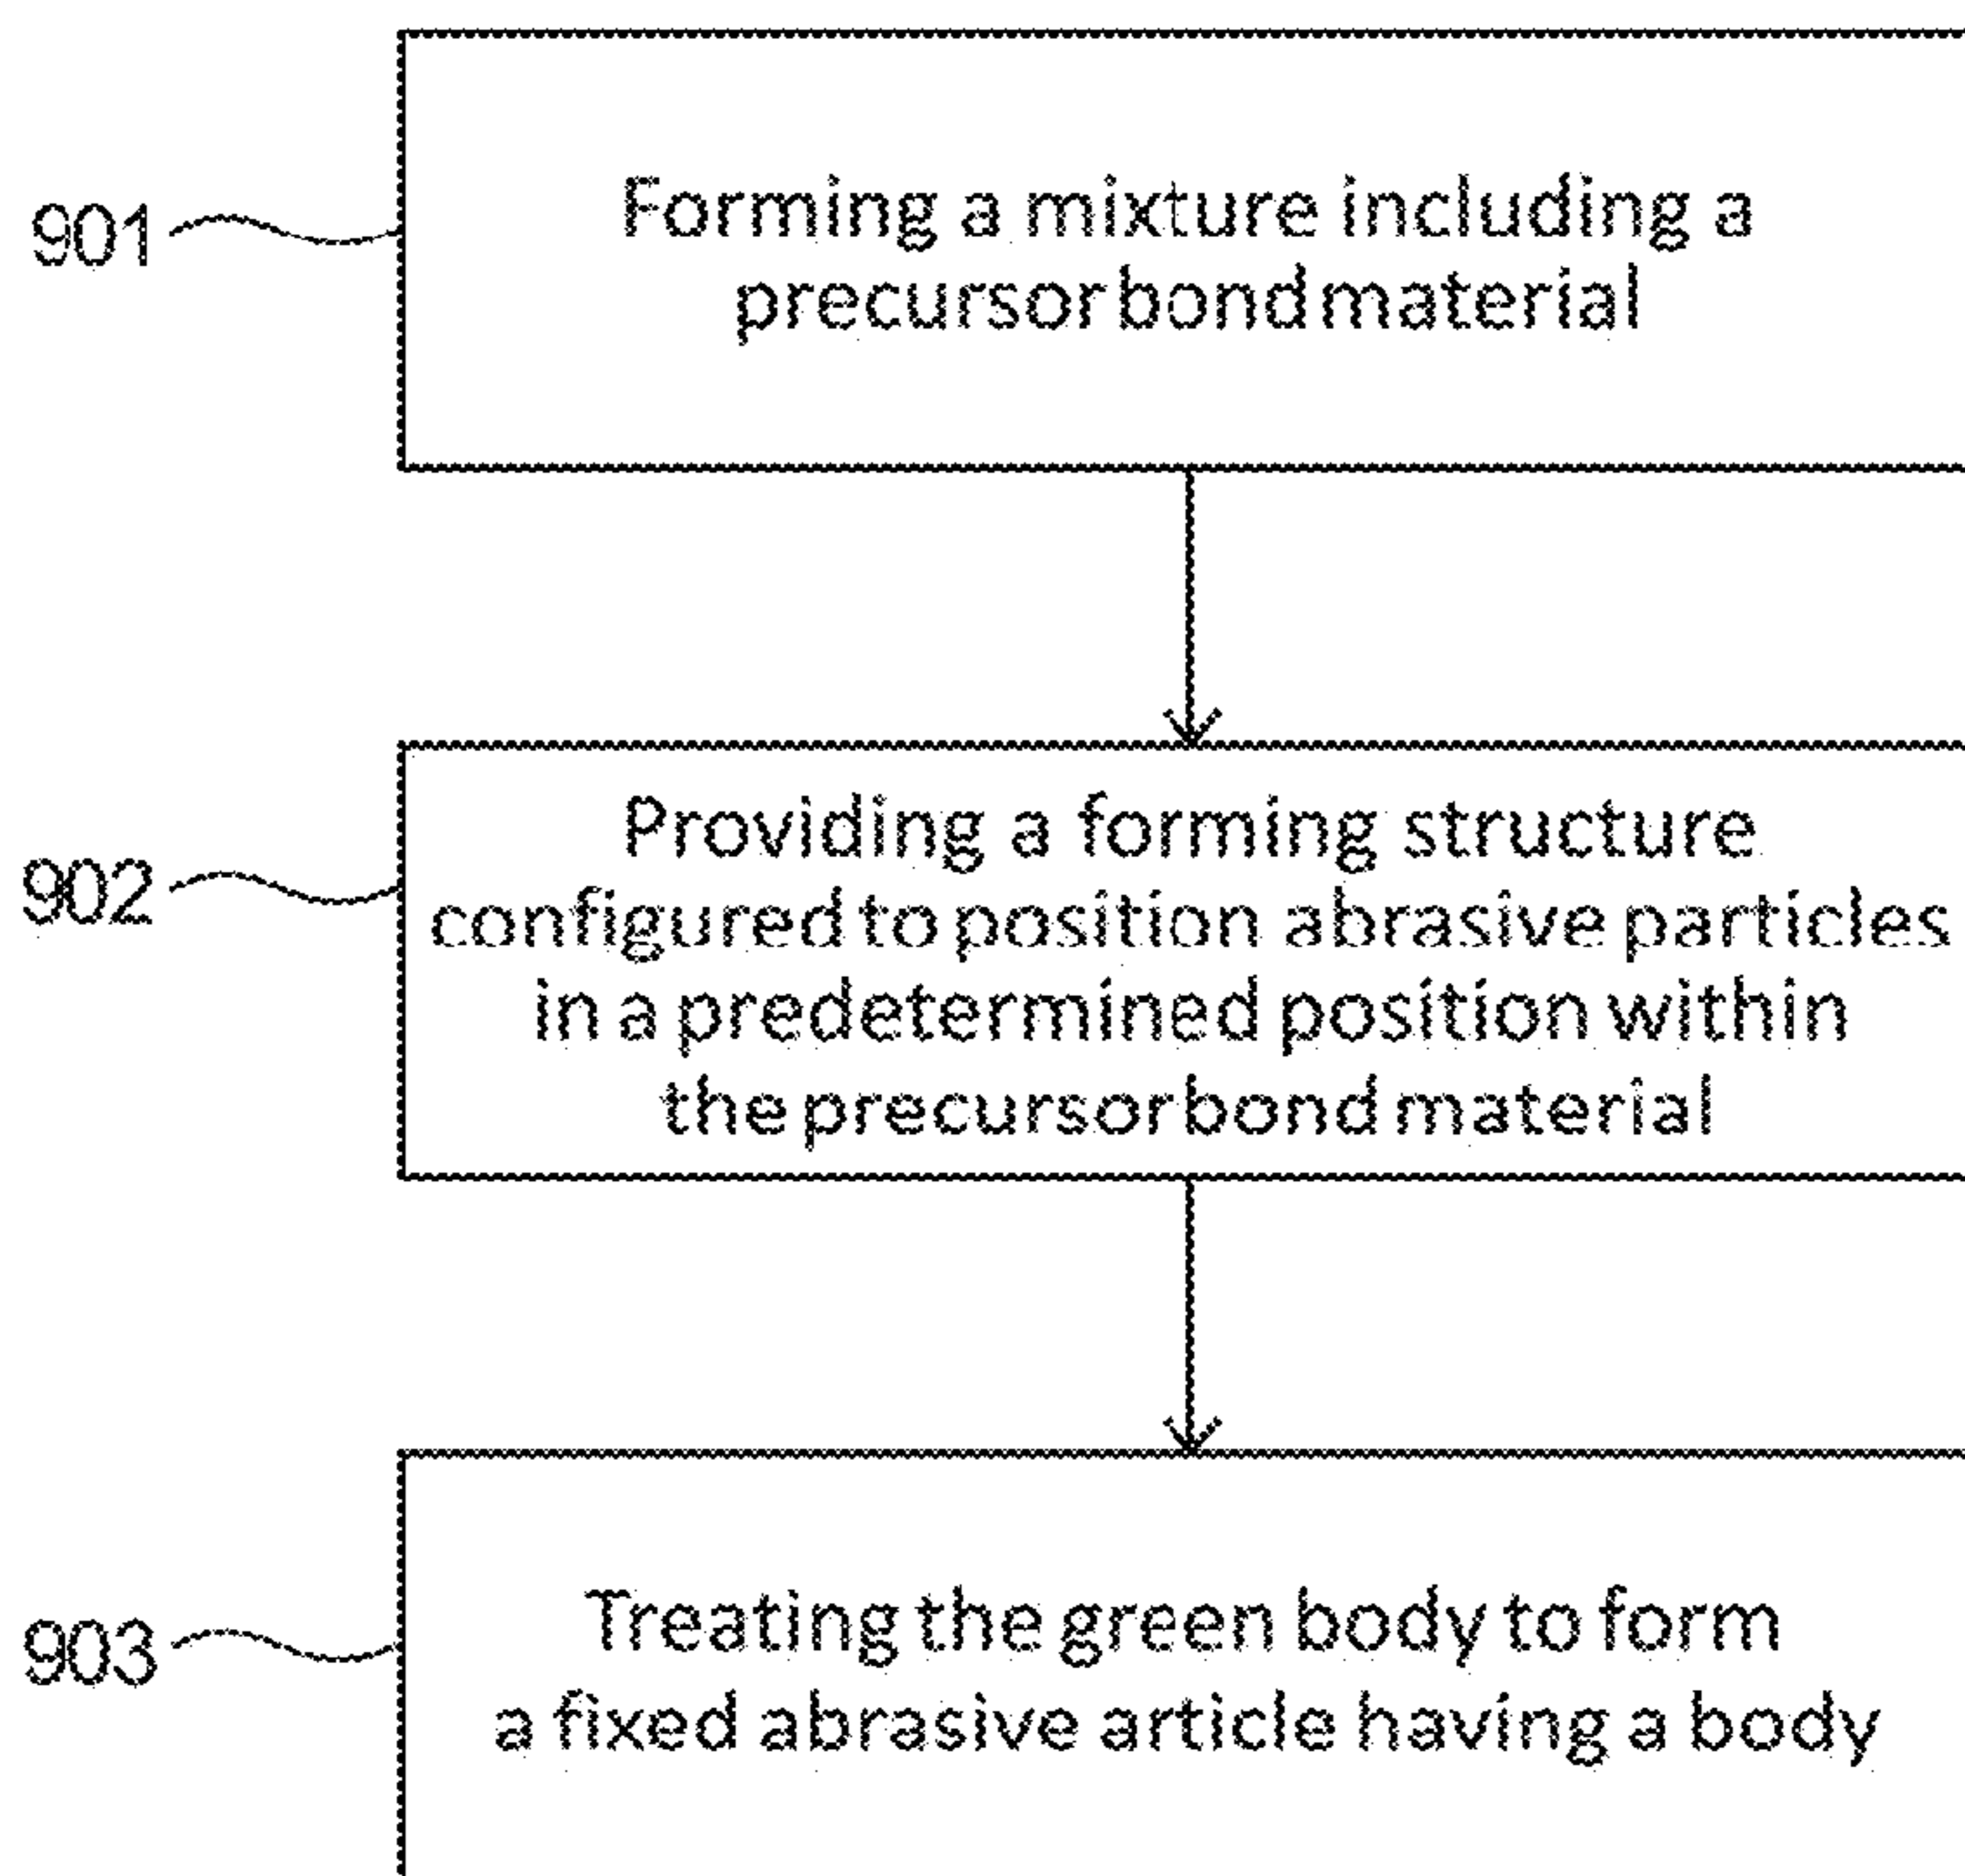 901
Forming a mixture including a
precursor bond material
902
Providing a forming structure
configured to position abrasive particles
in a predetermined position within
the precursor bond material
903
Treating the green body to form
a fixed abrasive article having a body